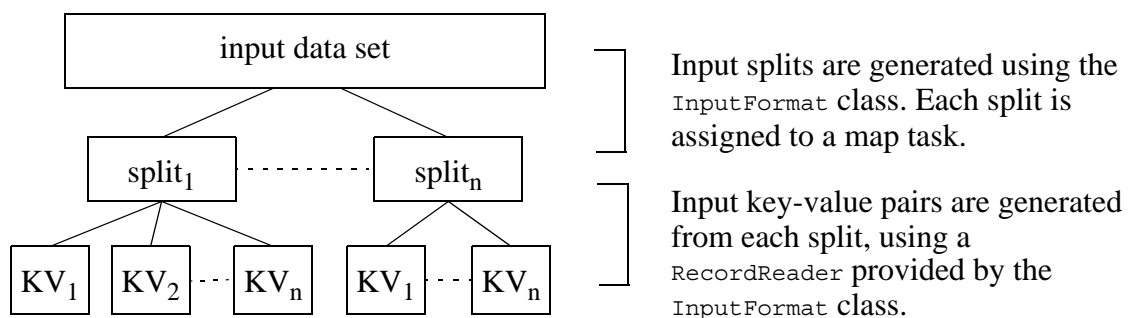 input data set
Input splits are generated using the
InputFormat class. Each split is
assigned to a map task.
split₁ split​ₙ
Input key-value pairs are generated
from each split, using a
RecordReader provided by the
InputFormat class.
KV₁ KV₂ KVₙ KV₁ KVₙ